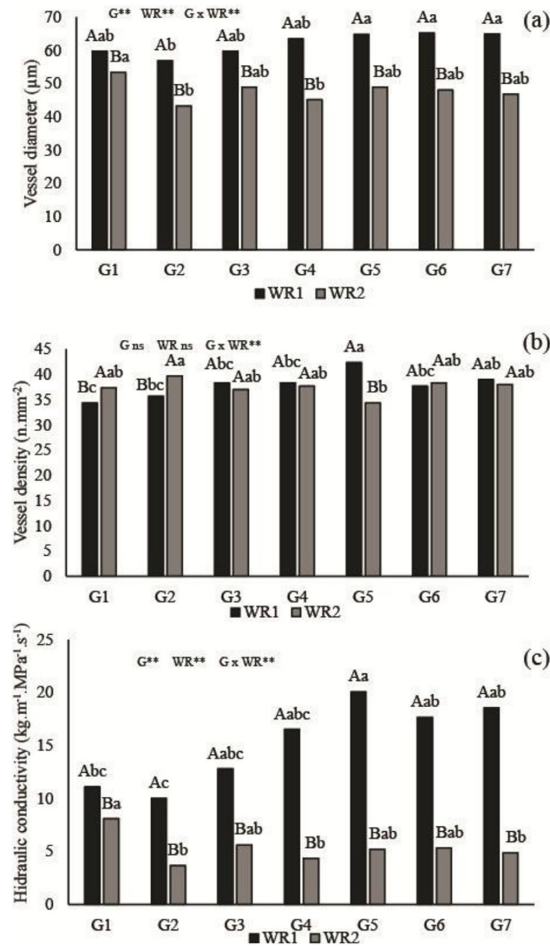 G** WR** G x WR** (a)
Vessel diameter (µm)
70
60
50
40
30
20
10
0
Aab Ba Ab Bb Aab Bab Aab Bb Aa Bab Aa Bab Aa Bab
G1 G2 G3 G4 G5 G6 G7
WR1 WR2
G ns WR ns G x WR** (b)
Vessel density (n.mm-2)
45
40
35
30
25
20
15
10
5
0
Bc Aab Bbc Aa Abc Aab Abc Aab Aa Bb Abc Aab Aab Aab
G1 G2 G3 G4 G5 G6 G7
WR1 WR2
G** WR** G x WR** (c)
Hidraulic conductivity (kg.m-1.MPa-1.s-1)
25
20
15
10
5
0
Abc Ba Ac Bb Aabc Bab Aabc Bb Aa Bab Aab Bab Aab Bb
G1 G2 G3 G4 G5 G6 G7
WR1 WR2